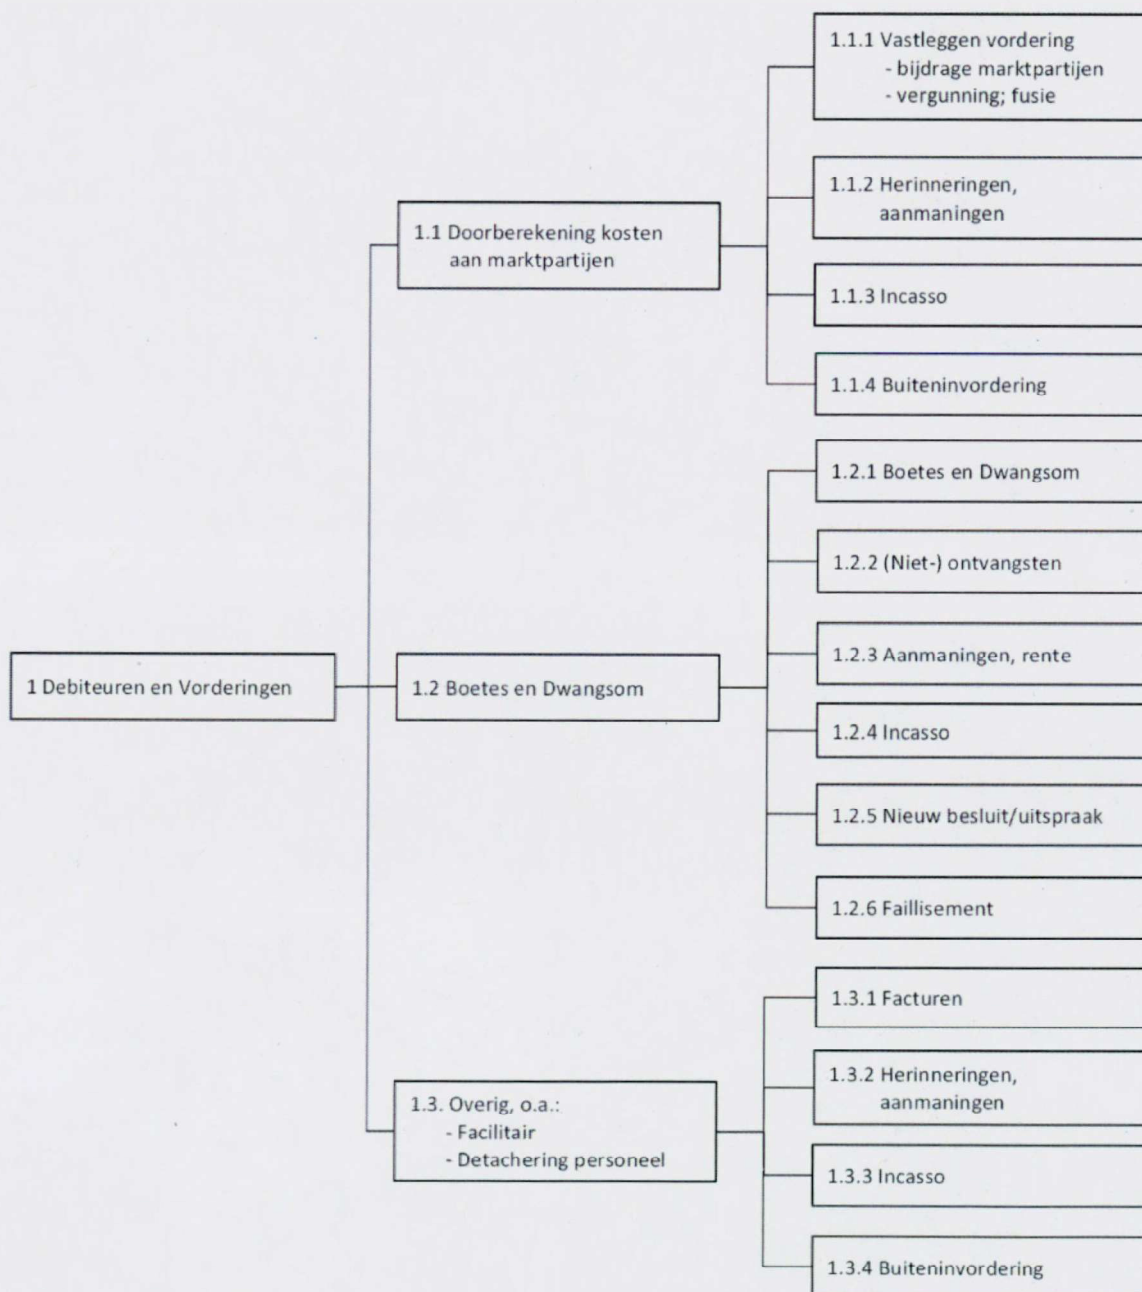 1 Debiteuren en Vorderingen
1.1 Doorberekening kosten
aan marktpartijen
1.1.1 Vastleggen vordering
- bijdrage marktpartijen
- vergunning; fusie
1.1.2 Herinneringen,
aanmaningen
1.1.3 Incasso
1.1.4 Buiteninvordering
1.2 Boetes en Dwangsom
1.2.1 Boetes en Dwangsom
1.2.2 (Niet-) ontvangsten
1.2.3 Aanmaningen, rente
1.2.4 Incasso
1.2.5 Nieuw besluit/uitspraak
1.2.6 Faillisement
1.3. Overig, o.a.:
- Facilitair
- Detachering personeel
1.3.1 Facturen
1.3.2 Herinneringen,
aanmaningen
1.3.3 Incasso
1.3.4 Buiteninvordering